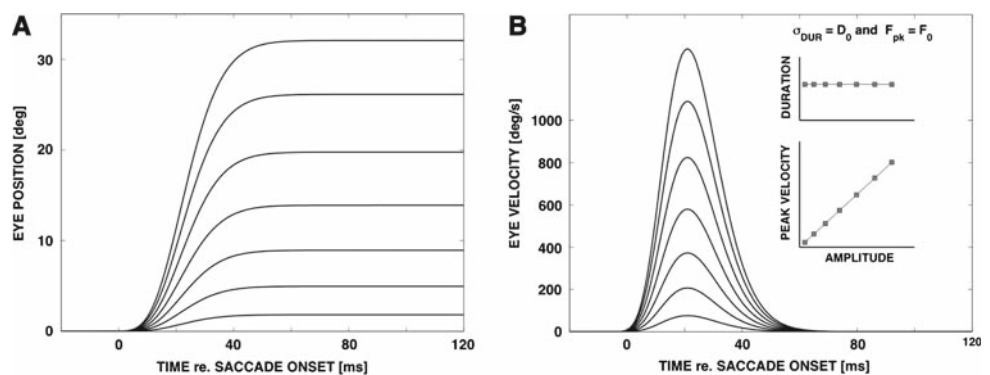 A
EYE POSITION [deg]
30
20
10
0
0 40 80 120
TIME re. SACCADE ONSET [ms]
B
σDUR = D0 and Fpk = F0
EYE VELOCITY [deg/s]
1000
800
600
400
200
0
0 40 80 120
TIME re. SACCADE ONSET [ms]
DURATION
PEAK VELOCITY
AMPLITUDE